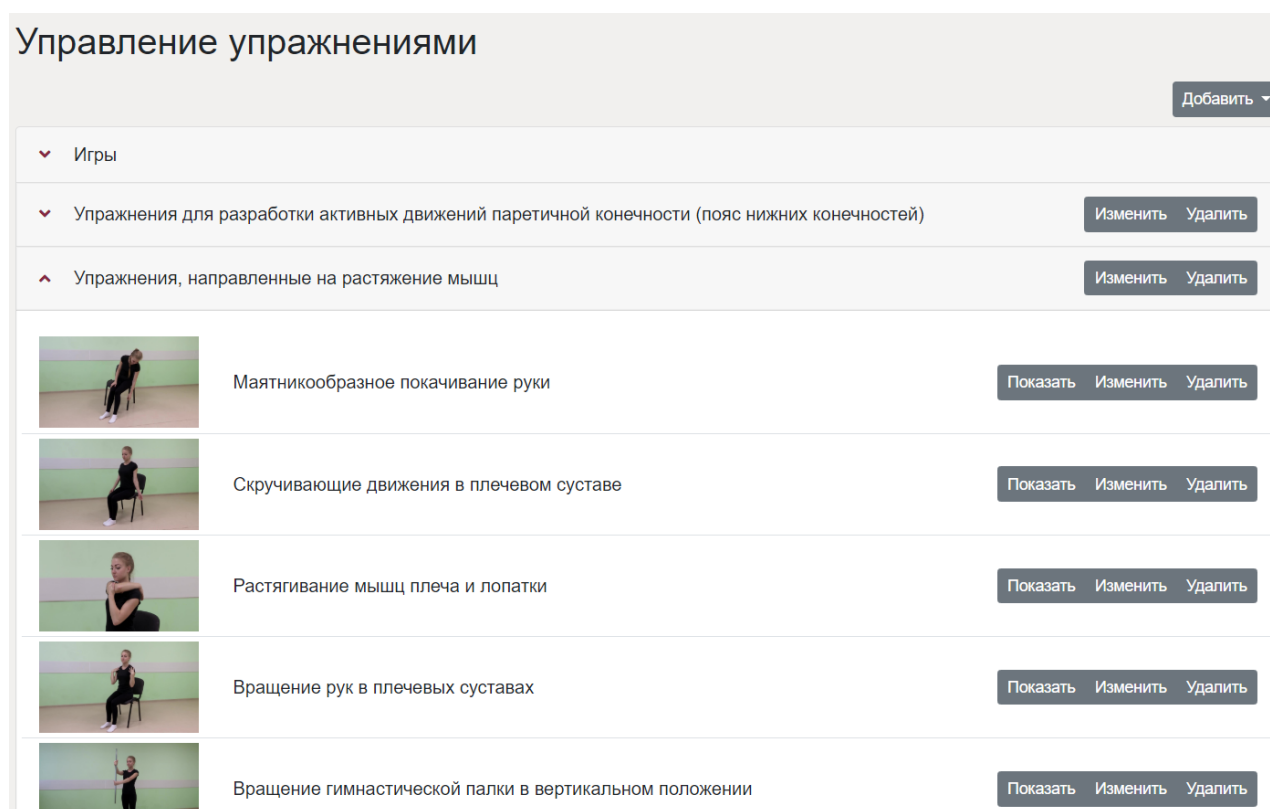 Управление упражнениями
Добавить
Игры
Упражнения для разработки активных движений паретичной конечности (пояс нижних конечностей)
Изменить Удалить
Упражнения, направленные на растяжение мышц
Изменить Удалить
Маятникообразное покачивание руки
Показать Изменить Удалить
Скручивающие движения в плечевом суставе
Показать Изменить Удалить
Растягивание мышц плеча и лопатки
Показать Изменить Удалить
Вращение рук в плечевых суставах
Показать Изменить Удалить
Вращение гимнастической палки в вертикальном положении
Показать Изменить Удалить